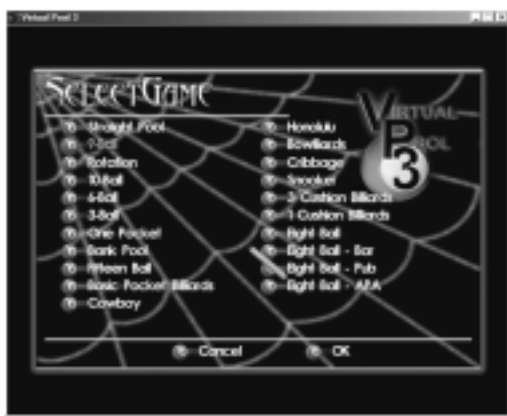 Virtual Pool 3
SELECT GAME
VIRTUAL
POOL
VP3
Straight Pool
9-Ball
Rotation
10-Ball
6-Ball
3-Ball
One Pocket
Bank Pool
Fifteen Ball
Basic Pocket Billiards
Cowboy
Honolulu
Bowlliards
Cribbage
Snooker
3 Cushion Billiards
1 Cushion Billiards
Eight Ball
Eight Ball - Bar
Eight Ball - Pub
Eight Ball - APA
Cancel
OK